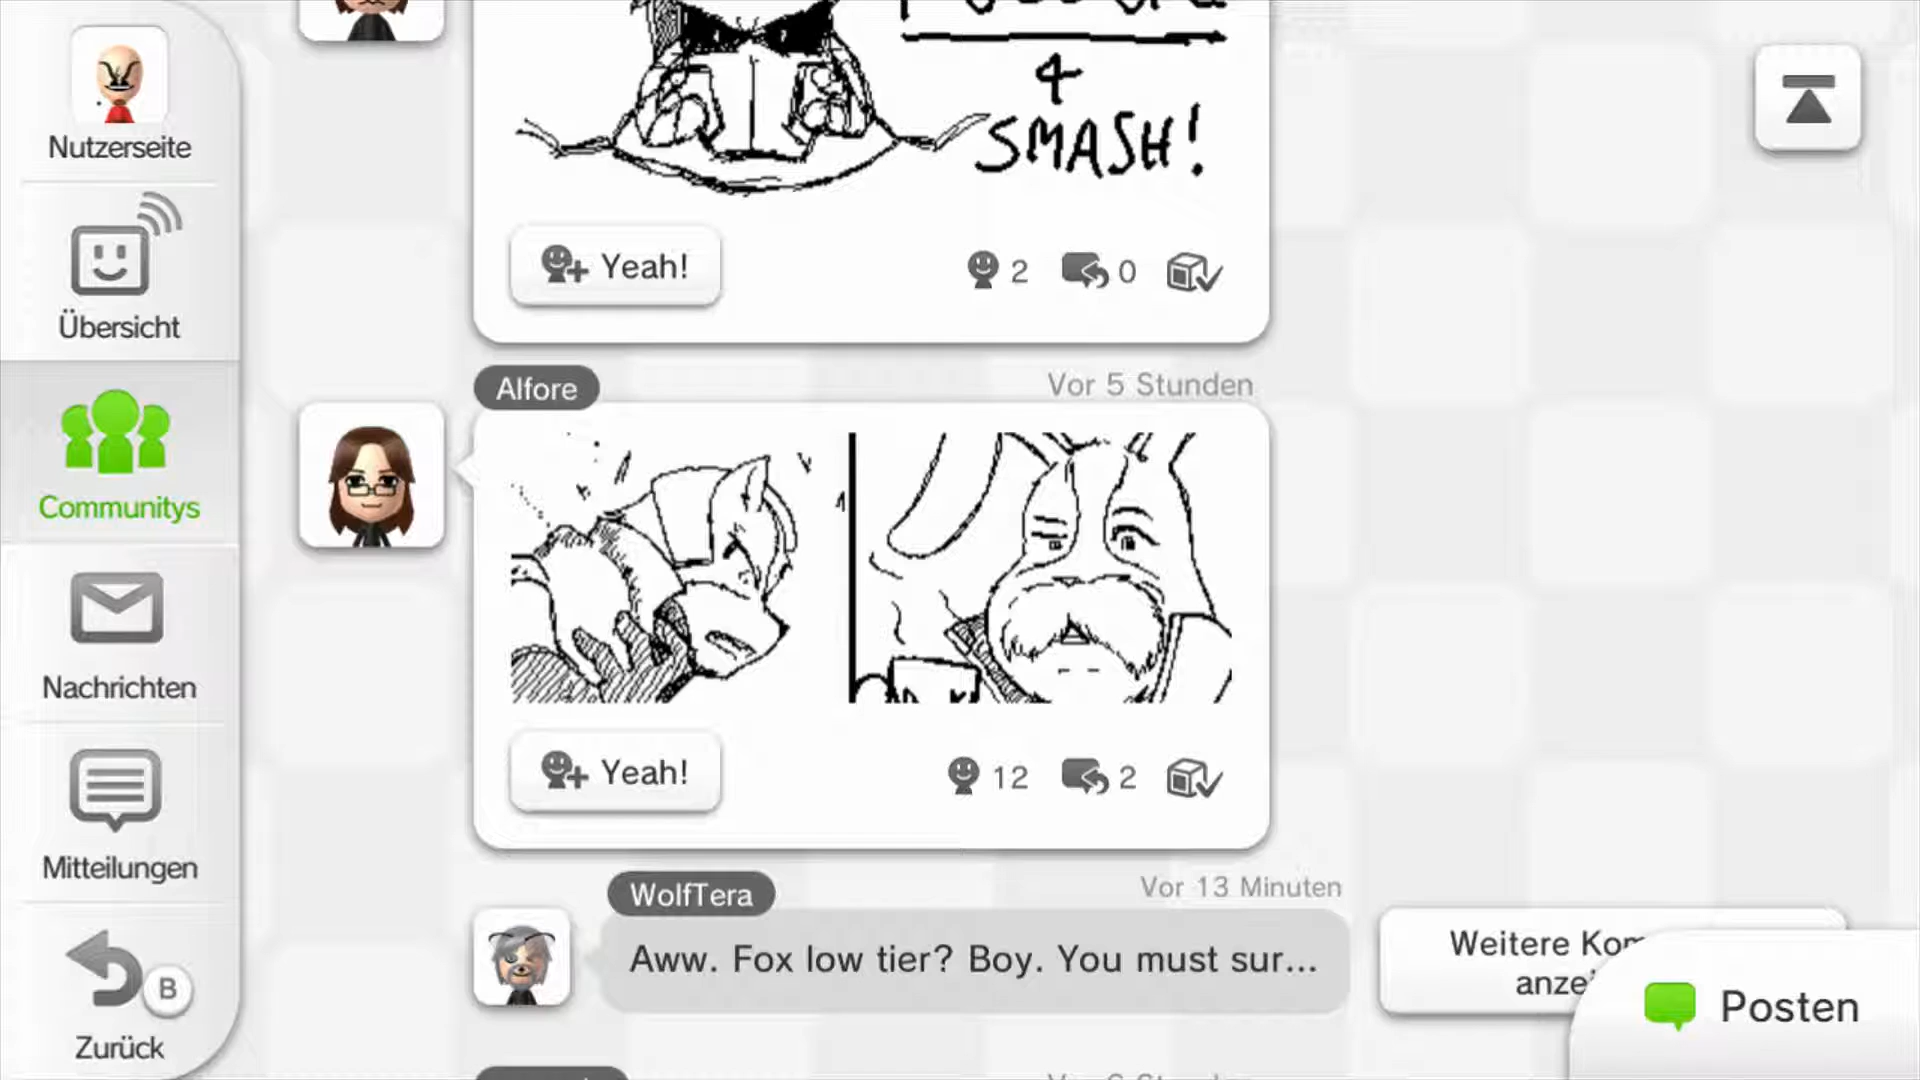 &
SMASH!
Nutzerseite
Yeah!
2
0
Übersicht
Alfore
Vor 5 Stunden
Communitys
Nachrichten
Yeah!
12
2
Mitteilungen
WolfTera
Vor 13 Minuten
Aww. Fox low tier? Boy. You must sur...
Weitere
B
Posten
Zurück